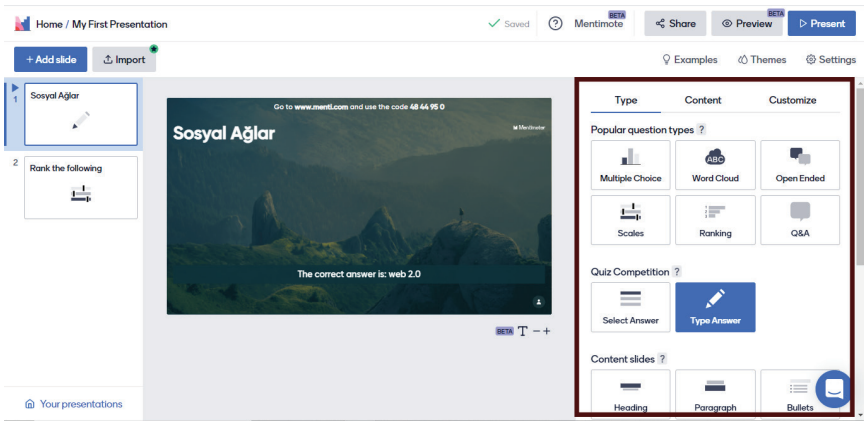 Home / My First Presentation
Saved
?
Mentimote
BETA
Share
Preview
BETA
Present
+ Add slide
Import
Examples
Themes
Settings
1
Sosyal Ağlar
2
Rank the following
Your presentations
Go to www.menti.com and use the code 48 44 95 0
Sosyal Ağlar
Mentimeter
The correct answer is: web 2.0
BETA T − +
Type Content Customize
Popular question types ?
ABC
Multiple Choice Word Cloud Open Ended
Scales Ranking Q&A
Quiz Competition ?
Select Answer Type Answer
Content slides ?
Heading Paragraph Bullets